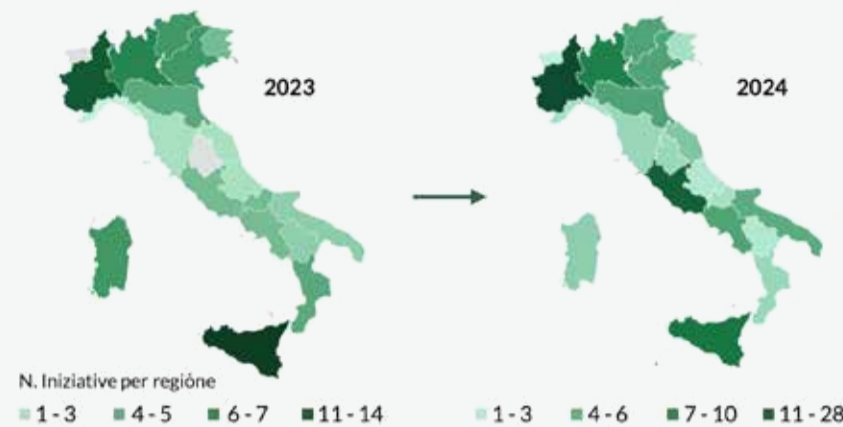 2023
2024
N. Iniziative per regióne
1 - 3 4 - 5 6 - 7 11 - 14
1 - 3 4 - 6 7 - 10 11 - 28